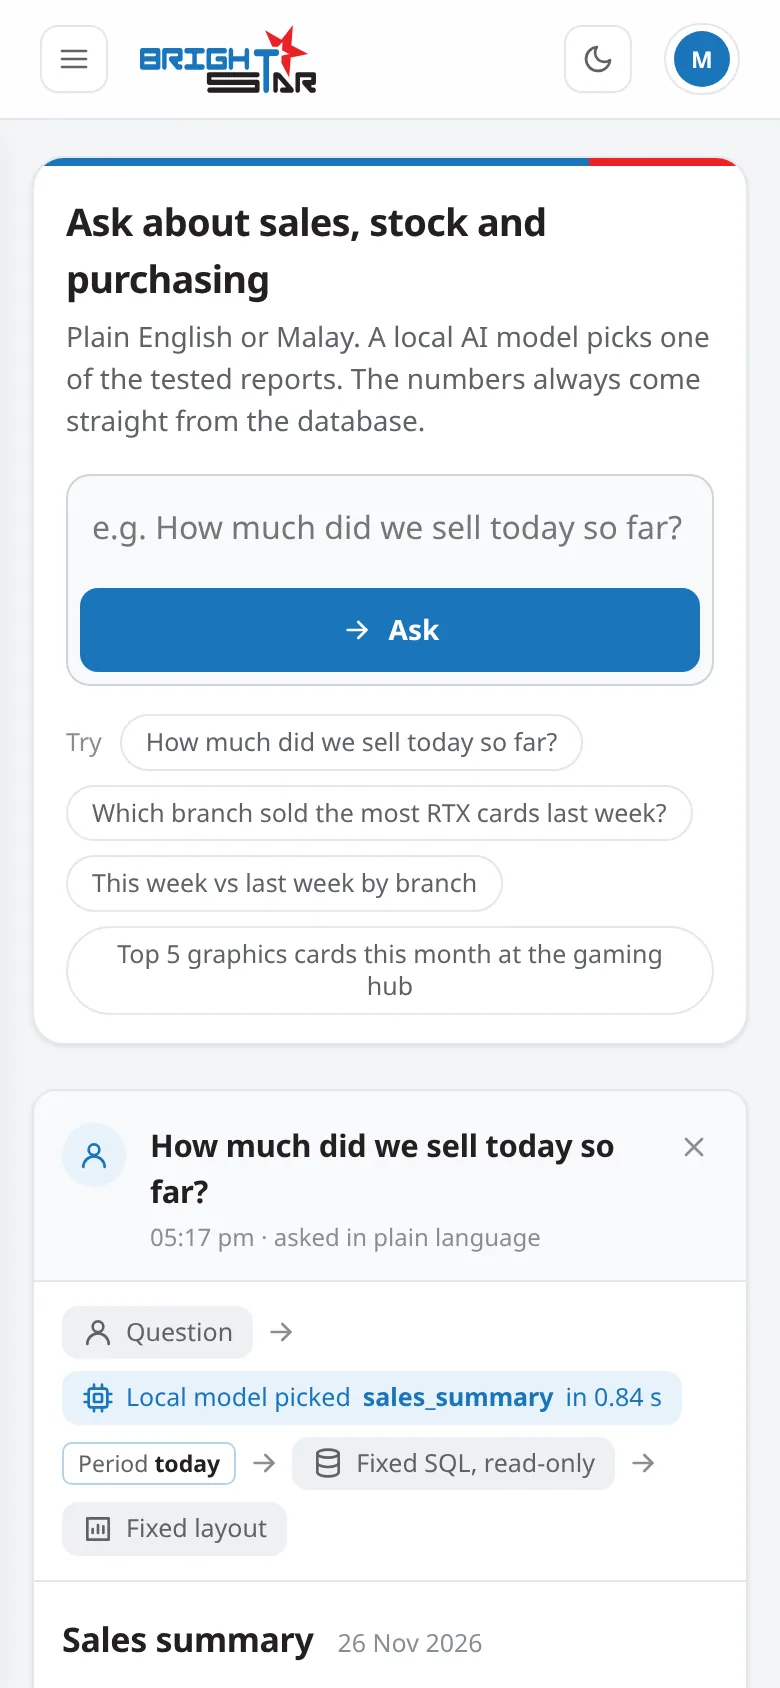 BRIGHT
STAR
M
Ask about sales, stock and
purchasing
Plain English or Malay. A local AI model picks one
of the tested reports. The numbers always come
straight from the database.
e.g. How much did we sell today so far?
→ Ask
Try How much did we sell today so far?
Which branch sold the most RTX cards last week?
This week vs last week by branch
Top 5 graphics cards this month at the gaming
hub
How much did we sell today so
far?
05:17 pm · asked in plain language
Question →
Local model picked sales_summary in 0.84 s
Period today → Fixed SQL, read-only →
Fixed layout
Sales summary 26 Nov 2026